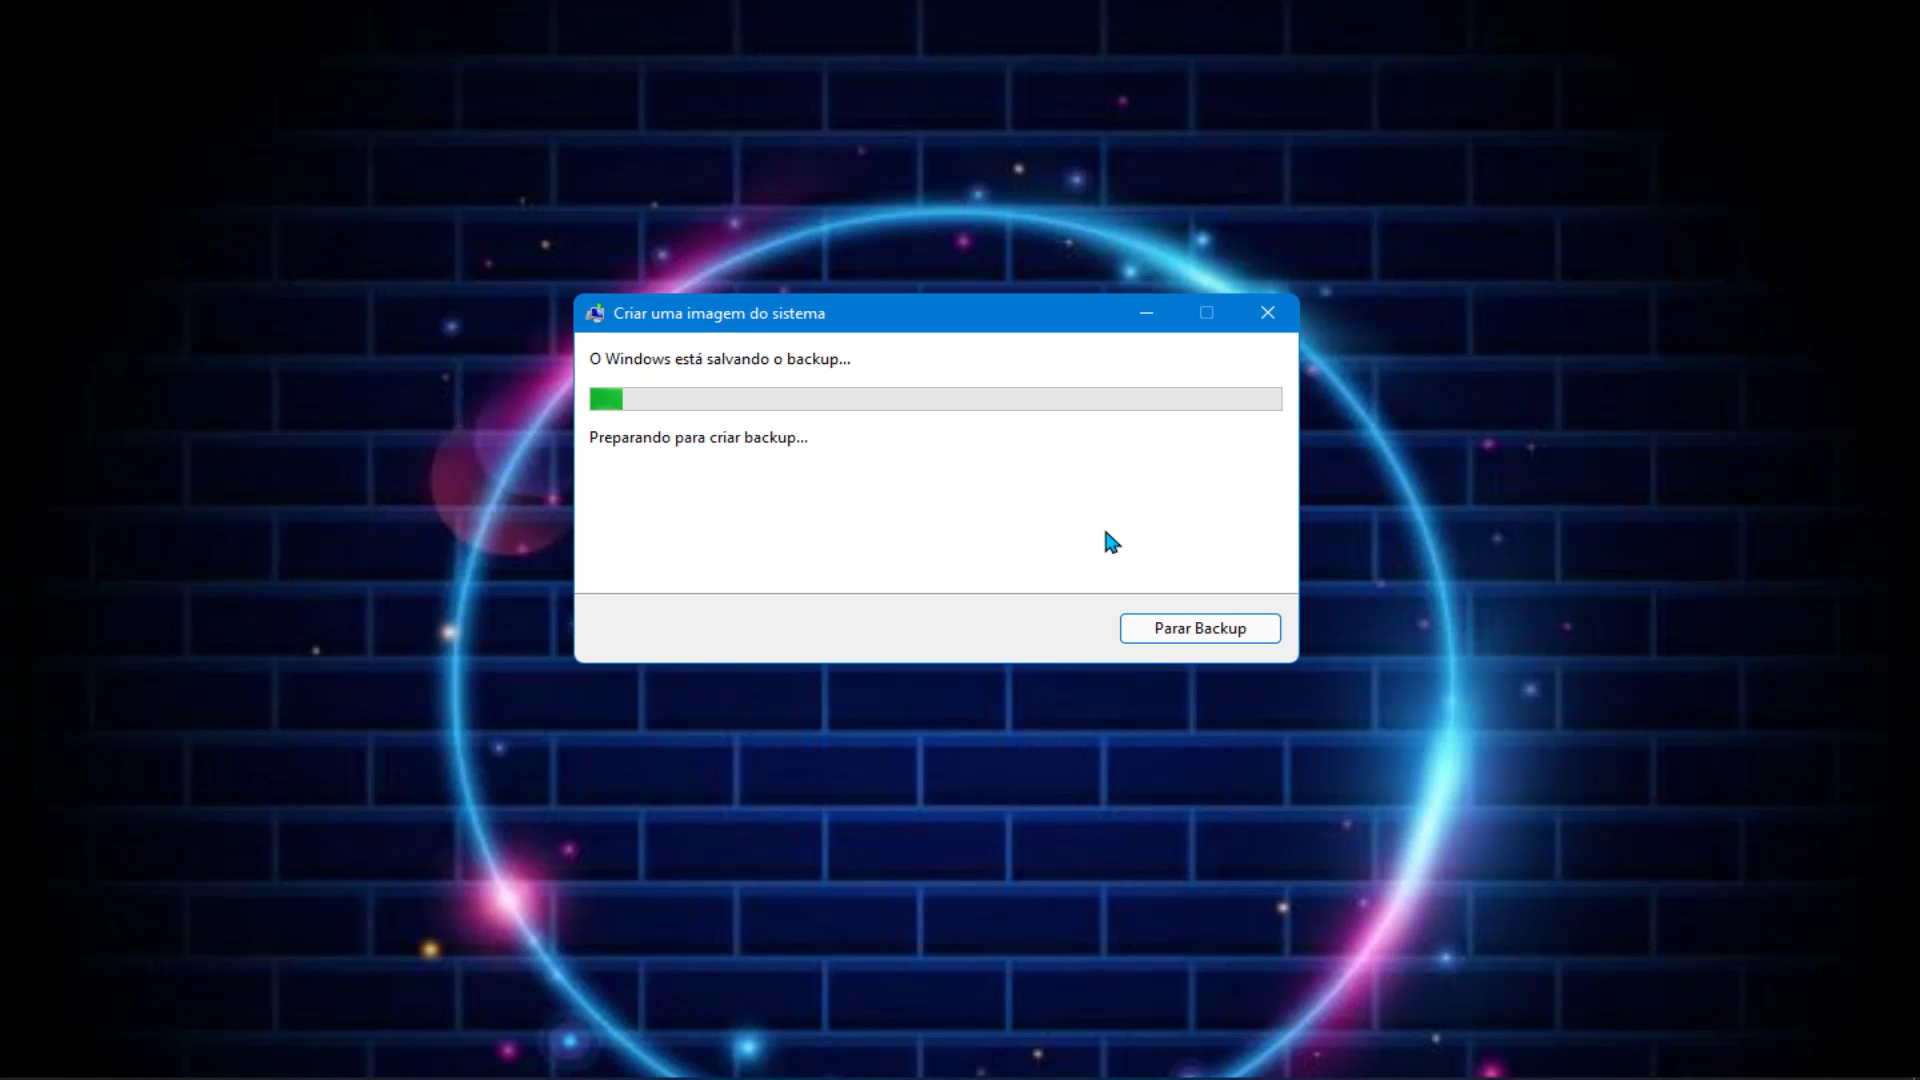 Criar uma imagem do sistema
O Windows está salvando o backup...
Preparando para criar backup...
Parar Backup